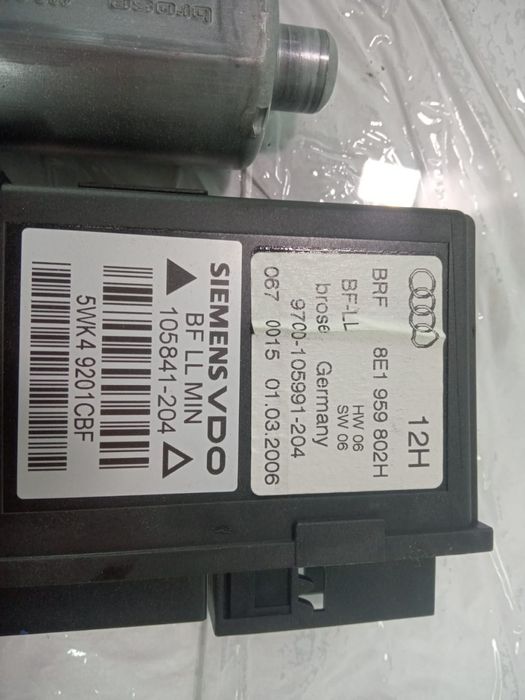 brose
12H
BRF 8E1 959 802H
HW 06
BF-LL SW 06
brose Germany
9700-105991-204
067 0015 01.03.2006
SIEMENS VDO
BF LL MIN
105841-204
5WK4 9201CBF